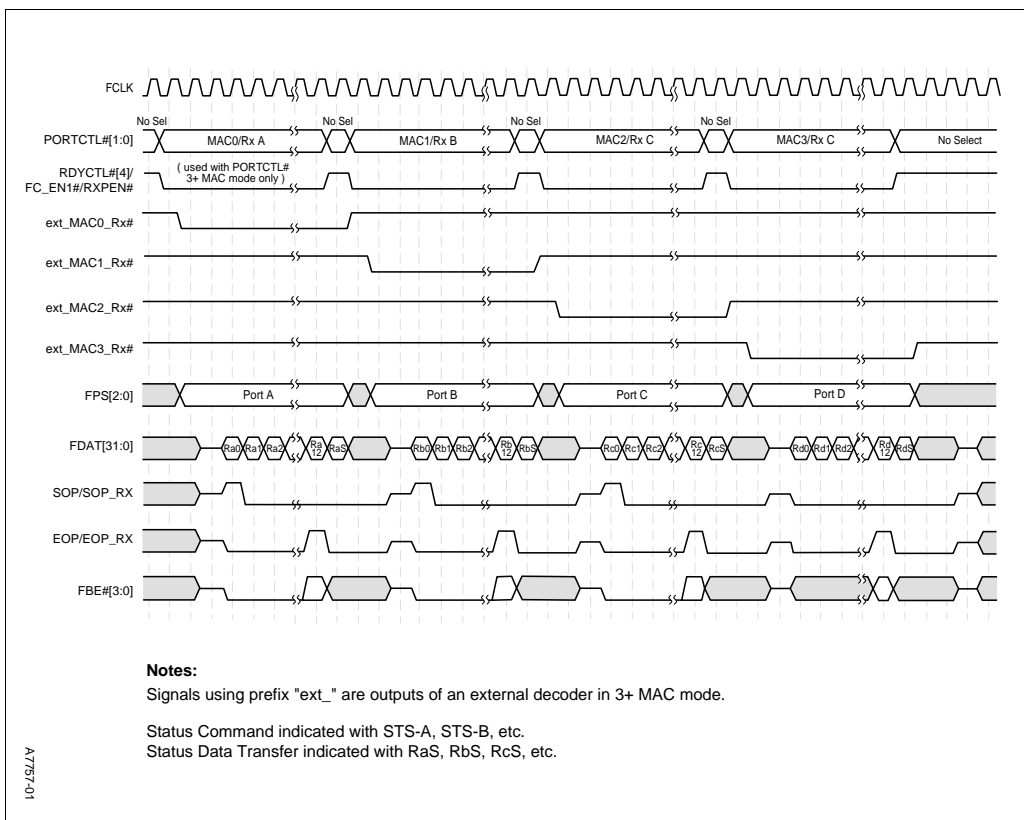 FCLK
No Sel No Sel No Sel No Sel
PORTCTL#[1:0] MAC0/Rx A MAC1/Rx B MAC2/Rx C MAC3/Rx C No Select
RDYCTL#[4]/
FC_EN1#/RXPEN#
( used with PORTCTL#
3+ MAC mode only )
ext_MAC0_Rx#
ext_MAC1_Rx#
ext_MAC2_Rx#
ext_MAC3_Rx#
FPS[2:0] Port A Port B Port C Port D
FDAT[31:0] Ra0 Ra1 Ra2 Ra 12 RaS Rb0 Rb1 Rb2 Rb 12 RbS Rc0 Rc1 Rc2 Rc 12 RcS Rd0 Rd1 Rd2 Rd 12 RdS
SOP/SOP_RX
EOP/EOP_RX
FBE#[3:0]
Notes:
Signals using prefix "ext_" are outputs of an external decoder in 3+ MAC mode.
Status Command indicated with STS-A, STS-B, etc.
Status Data Transfer indicated with RaS, RbS, RcS, etc.
A7757-01